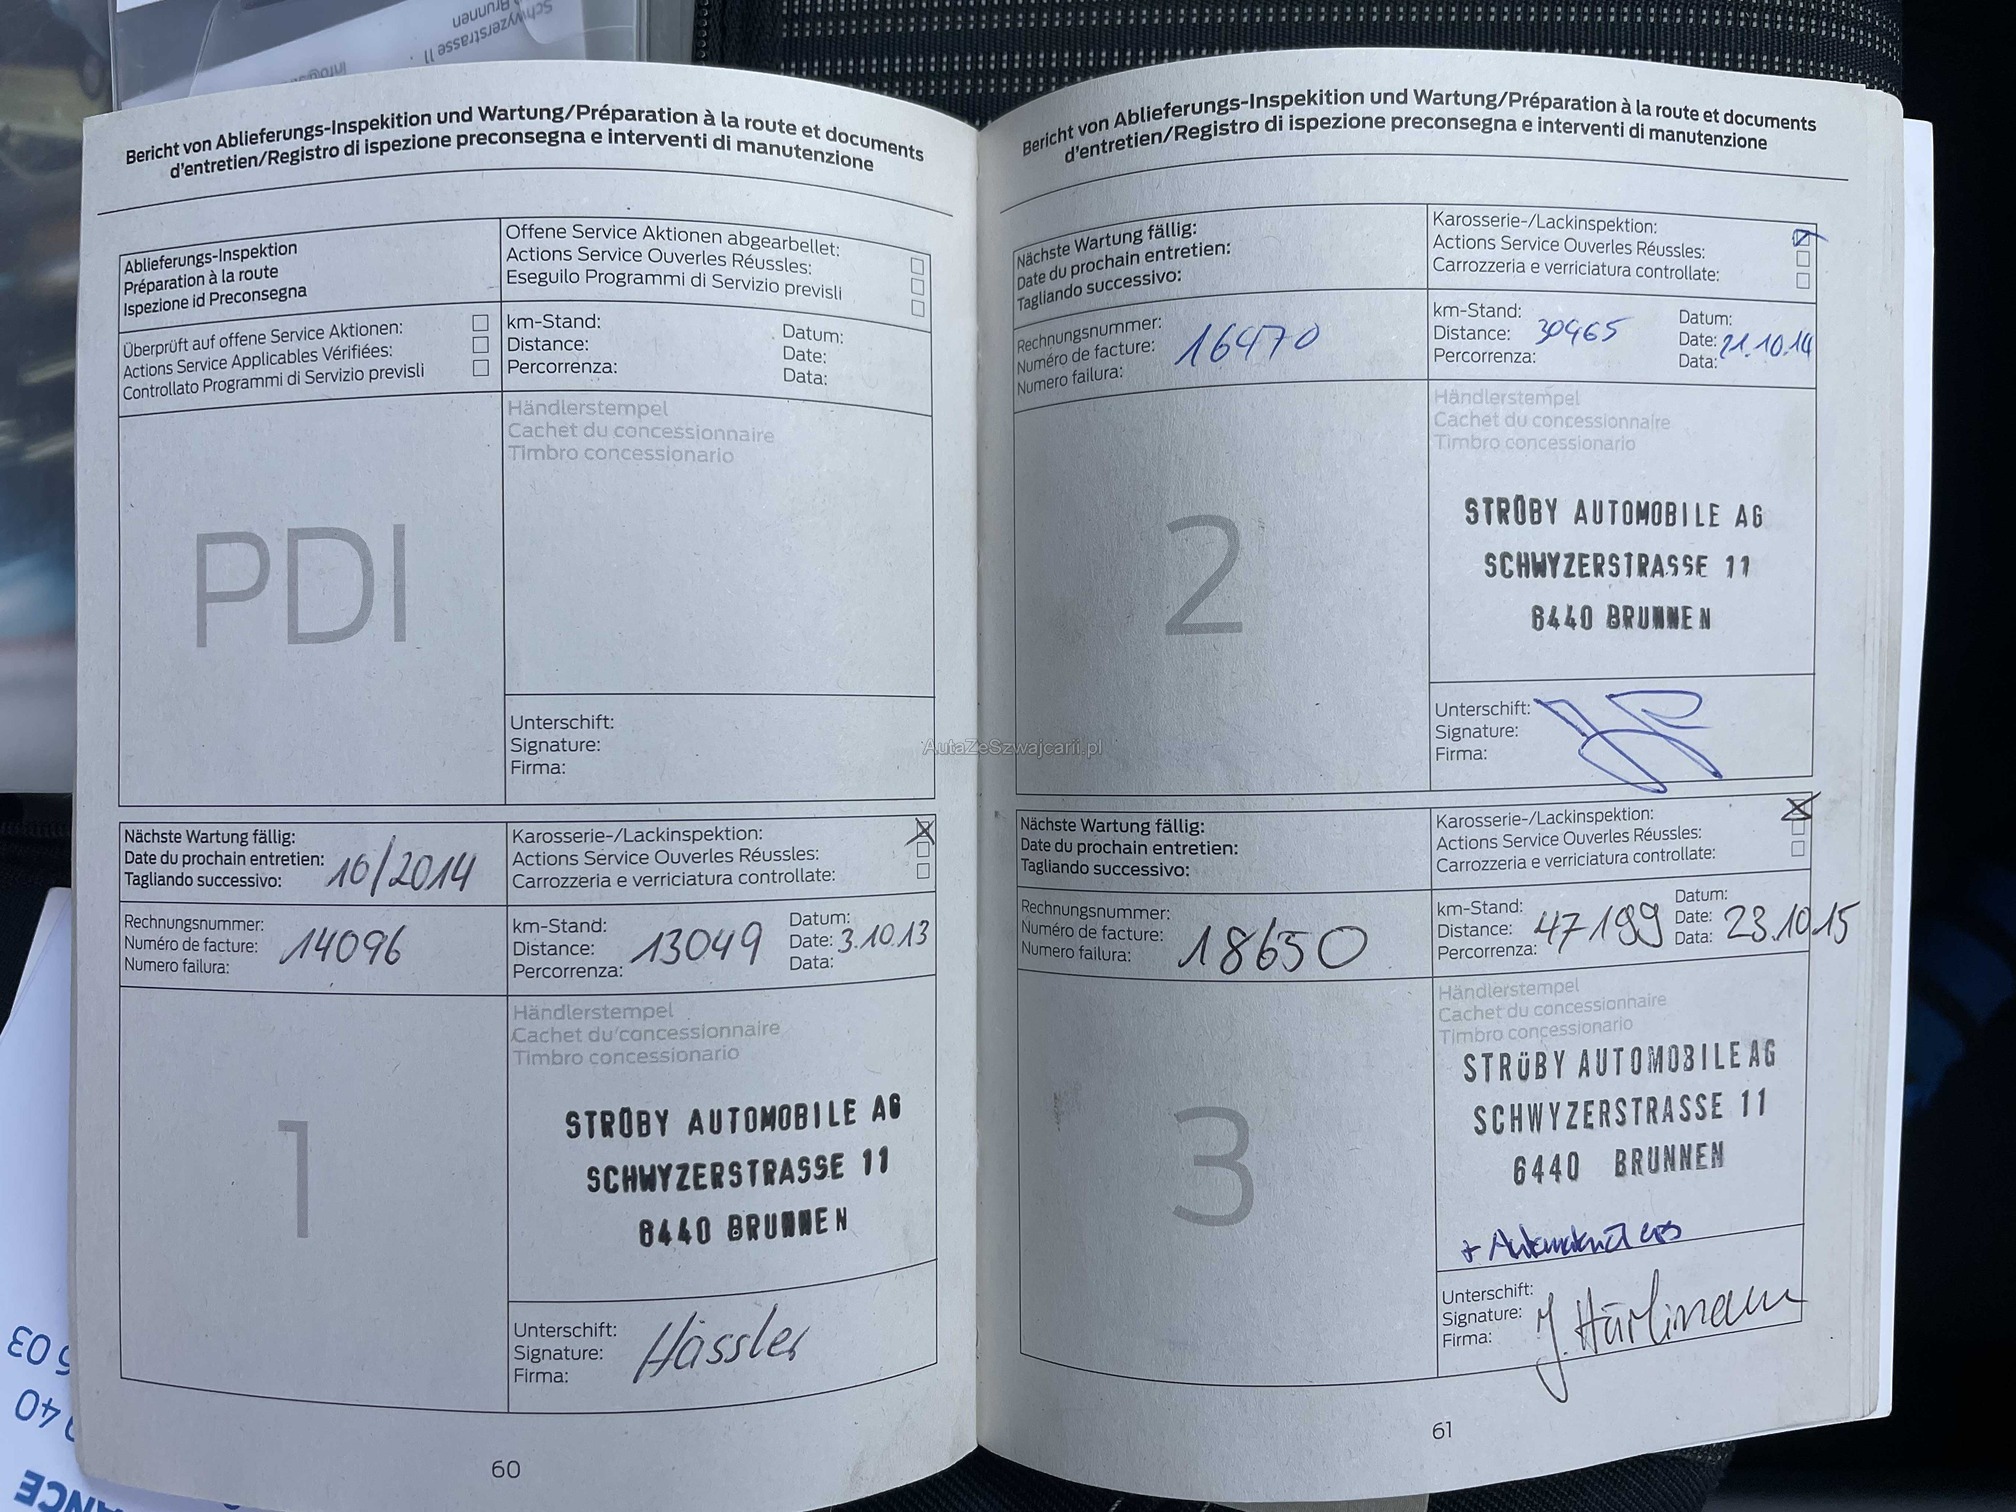 Schwyzerstrasse 11
Brunnen
Bericht von Ablieferungs-Inspekition und Wartung/Préparation à la route et documents
d'entretien/Registro di ispezione preconsegna e interventi di manutenzione
Ablieferungs-Inspektion
Préparation à la route
Ispezione id Preconsegna
Offene Service Aktionen abgearbellet:
Actions Service Ouverles Réussles:
Eseguilo Programmi di Servizio previsli
Überprüft auf offene Service Aktionen:
Actions Service Applicables Vérifiées:
Controllato Programmi di Servizio previsli
km-Stand:
Distance:
Percorrenza:
Datum:
Date:
Data:
PDI
Händlerstempel
Cachet du concessionnaire
Timbro concessionario
Unterschift:
Signature:
Firma:
Nächste Wartung fällig:
Date du prochain entretien: 10/2014
Tagliando successivo:
Karosserie-/Lackinspektion:
Actions Service Ouverles Réussles:
Carrozzeria e verriciatura controllate:
Rechnungsnummer:
Numéro de facture: 14096
Numero failura:
km-Stand:
Distance: 13049
Percorrenza:
Datum:
Date: 3.10.13
Data:
1
Händlerstempel
Cachet du concessionnaire
Timbro concessionario
STRÜBY AUTOMOBILE AG
SCHWYZERSTRASSE 11
6440 BRUNNEN
Unterschift:
Signature: Hässler
Firma:
60
Bericht von Ablieferungs-Inspekition und Wartung/Préparation à la route et documents
d'entretien/Registro di ispezione preconsegna e interventi di manutenzione
Nächste Wartung fällig:
Date du prochain entretien:
Tagliando successivo:
Karosserie-/Lackinspektion:
Actions Service Ouverles Réussles:
Carrozzeria e verriciatura controllate:
Rechnungsnummer:
Numéro de facture: 16470
Numero failura:
km-Stand:
Distance: 30465
Percorrenza:
Datum:
Date: 21.10.14
Data:
2
Händlerstempel
Cachet du concessionnaire
Timbro concessionario
STRÜBY AUTOMOBILE AG
SCHWYZERSTRASSE 11
6440 BRUNNEN
Unterschift:
Signature:
Firma:
Nächste Wartung fällig:
Date du prochain entretien:
Tagliando successivo:
Karosserie-/Lackinspektion:
Actions Service Ouverles Réussles:
Carrozzeria e verriciatura controllate:
Rechnungsnummer:
Numéro de facture: 18650
Numero failura:
km-Stand:
Distance: 47199
Percorrenza:
Datum:
Date: 23.10.15
Data:
3
Händlerstempel
Cachet du concessionnaire
Timbro concessionario
STRüBY AUTOMOBILE AG
SCHWYZERSTRASSE 11
6440 BRUNNEN
Unterschift:
Signature: J. Hürlimann
Firma:
61
AutaZeSzwajcarii.pl